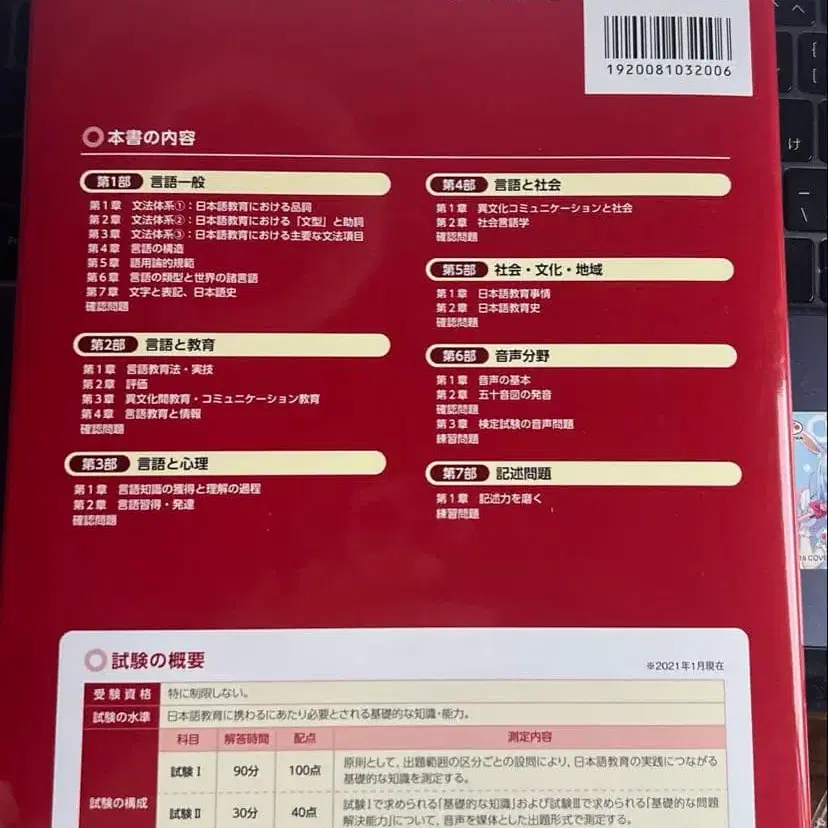 1920081032006
本書の内容
第1部 言語一般
第1章 文法体系①:日本語教育における品詞
第2章 文法体系②:日本語教育における「文型」と助詞
第3章 文法体系③:日本語教育における主要な文法項目
第4章 言語の構造
第5章 語用論的規範
第6章 言語の類型と世界の諸言語
第7章 文字と表記、日本語史
確認問題
第2部 言語と教育
第1章 言語教育法・実技
第2章 評価
第3章 異文化間教育・コミュニケーション教育
第4章 言語教育と情報
確認問題
第3部 言語と心理
第1章 言語知識の獲得と理解の過程
第2章 言語習得・発達
確認問題
第4部 言語と社会
第1章 異文化コミュニケーションと社会
第2章 社会言語学
確認問題
第5部 社会・文化・地域
第1章 日本語教育事情
第2章 日本語教育史
確認問題
第6部 音声分野
第1章 音声の基本
第2章 五十音図の発音
確認問題
第3章 検定試験の音声問題
練習問題
第7部 記述問題
第1章 記述力を磨く
練習問題
試験の概要
※2021年1月現在
受験資格 特に制限しない。
試験の水準 日本語教育に携わるにあたり必要とされる基礎的な知識・能力。
試験の構成
科目 解答時間 配点 測定内容
試験Ⅰ 90分 100点 原則として、出題範囲の区分ごとの設問により、日本語教育の実践につながる
基礎的な知識を測定する。
試験Ⅱ 30分 40点 試験Ⅰで求められる「基礎的な知識」および試験Ⅲで求められる「基礎的な問題
解決能力」について、音声を媒体とした出題形式で測定する。
け